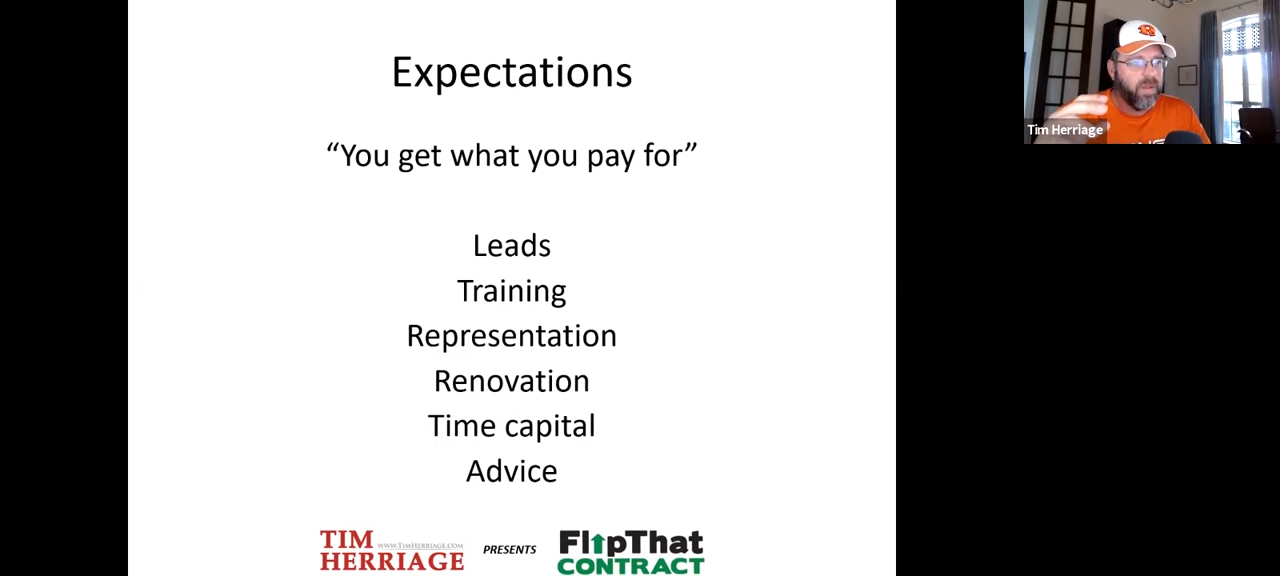 Expectations
“You get what you pay for”
Leads
Training
Representation
Renovation
Time capital
Advice
TIM WWW.TIMHERRIAGE.COM
HERRIAGE
PRESENTS
FlipThat
CONTRACT
Tim Herriage